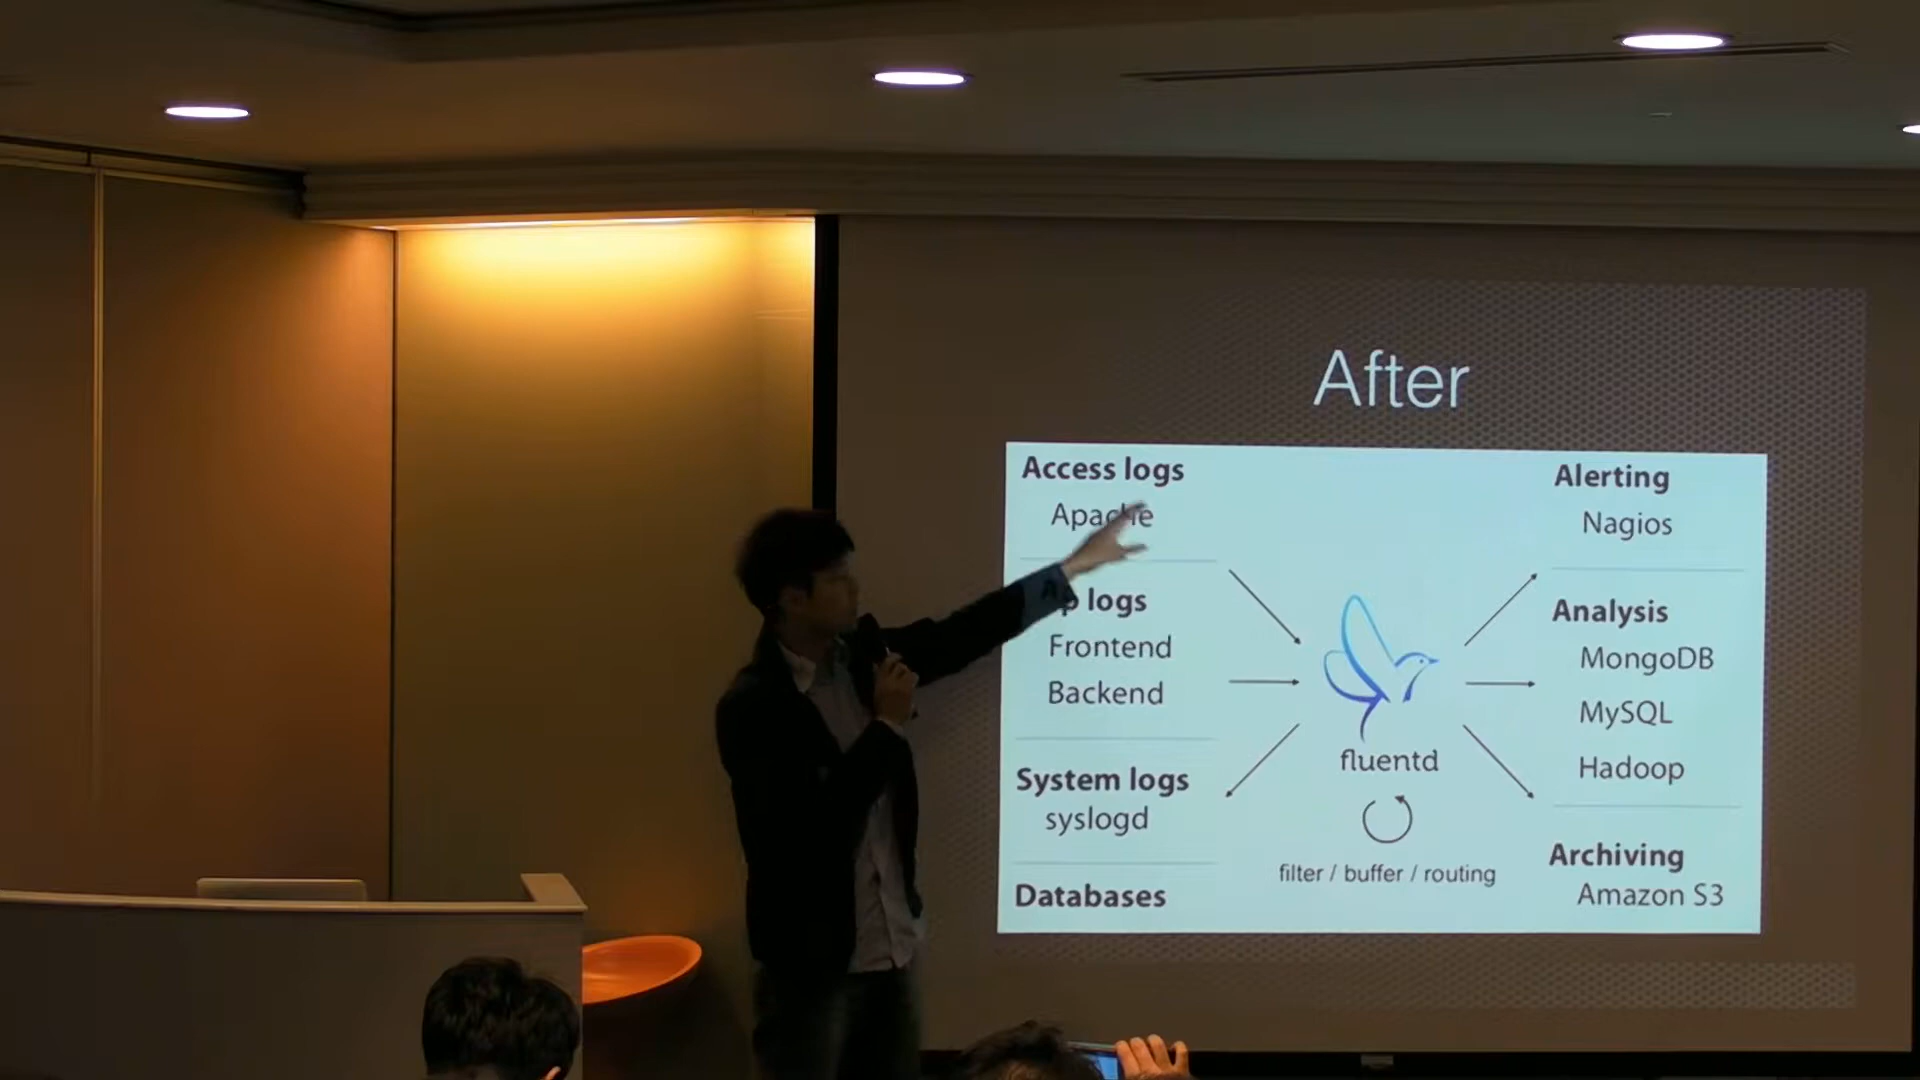 After
Access logs
Apache
p logs
Frontend
Backend
System logs
syslogd
Databases
fluentd
filter / buffer / routing
Alerting
Nagios
Analysis
MongoDB
MySQL
Hadoop
Archiving
Amazon S3